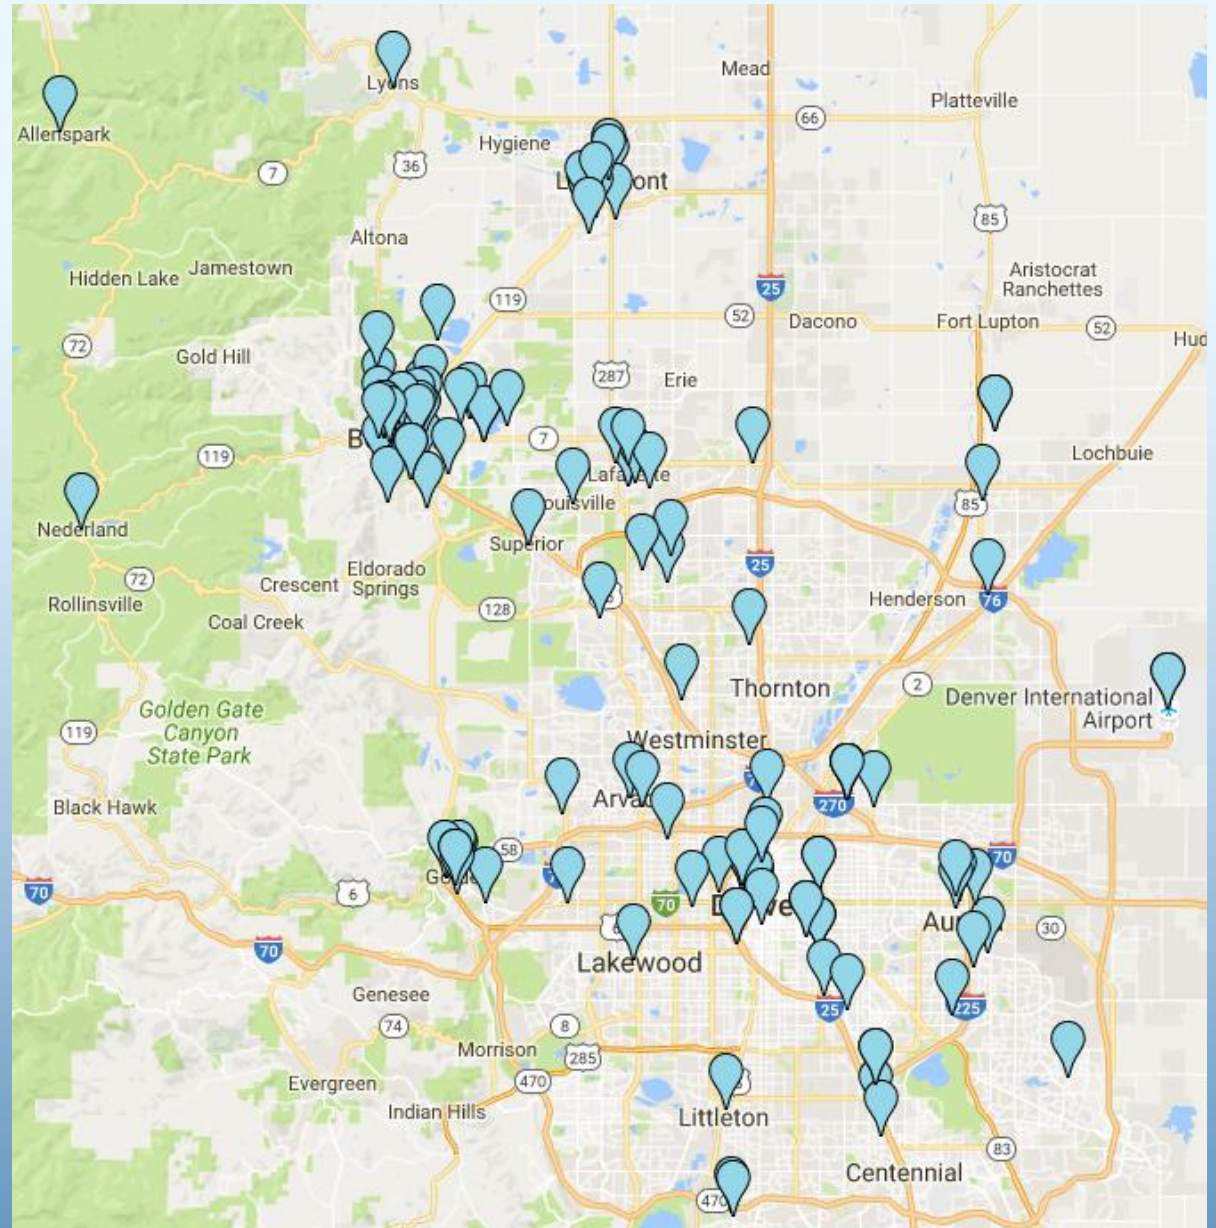 Mead
Lyons
Platteville
66
Allenspark
Hygiene
36
7
85
Altona
Jamestown
Hidden Lake
Aristocrat
Ranchettes
25
119
52
Dacono
Fort Lupton
52
72
Hud
Gold Hill
287
Erie
7
119
Lochbuie
Lafayette
85
Nederland
Superior
25
Eldorado
Springs
72
Crescent
Henderson
76
Rollinsville
128
Coal Creek
2
Thornton
Denver International
Airport
Golden Gate
Canyon
State Park
119
Westminster
Black Hawk
270
58
70
70
6
70
30
70
Lakewood
Genesee
25
225
74
8
Morrison
285
Evergreen
470
Indian Hills
Littleton
83
Centennial
470